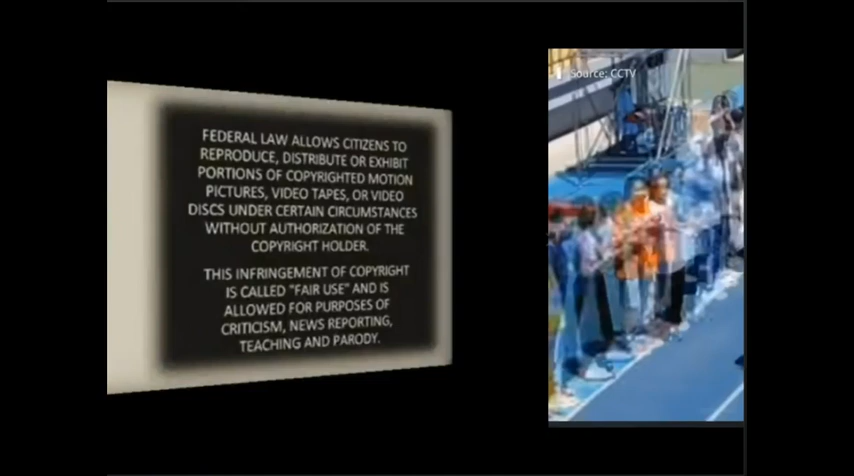 FEDERAL LAW ALLOWS CITIZENS TO
REPRODUCE, DISTRIBUTE OR EXHIBIT
PORTIONS OF COPYRIGHTED MOTION
PICTURES, VIDEO TAPES, OR VIDEO
DISCS UNDER CERTAIN CIRCUMSTANCES
WITHOUT AUTHORIZATION OF THE
COPYRIGHT HOLDER.
THIS INFRINGEMENT OF COPYRIGHT
IS CALLED "FAIR USE" AND IS
ALLOWED FOR PURPOSES OF
CRITICISM, NEWS REPORTING,
TEACHING AND PARODY.
Source: CCTV